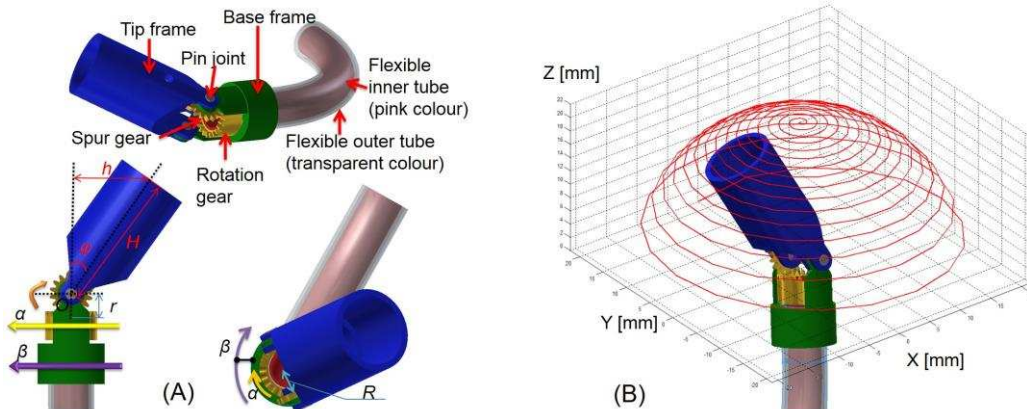 Tip frame
Base frame
Pin joint
Flexible
inner tube
(pink colour)
Spur gear
Flexible outer tube
(transparent colour)
Rotation
gear
h
H
φ
O
r
α
β
(A)
β
α
R
Z [mm]
Y [mm]
X [mm]
(B)